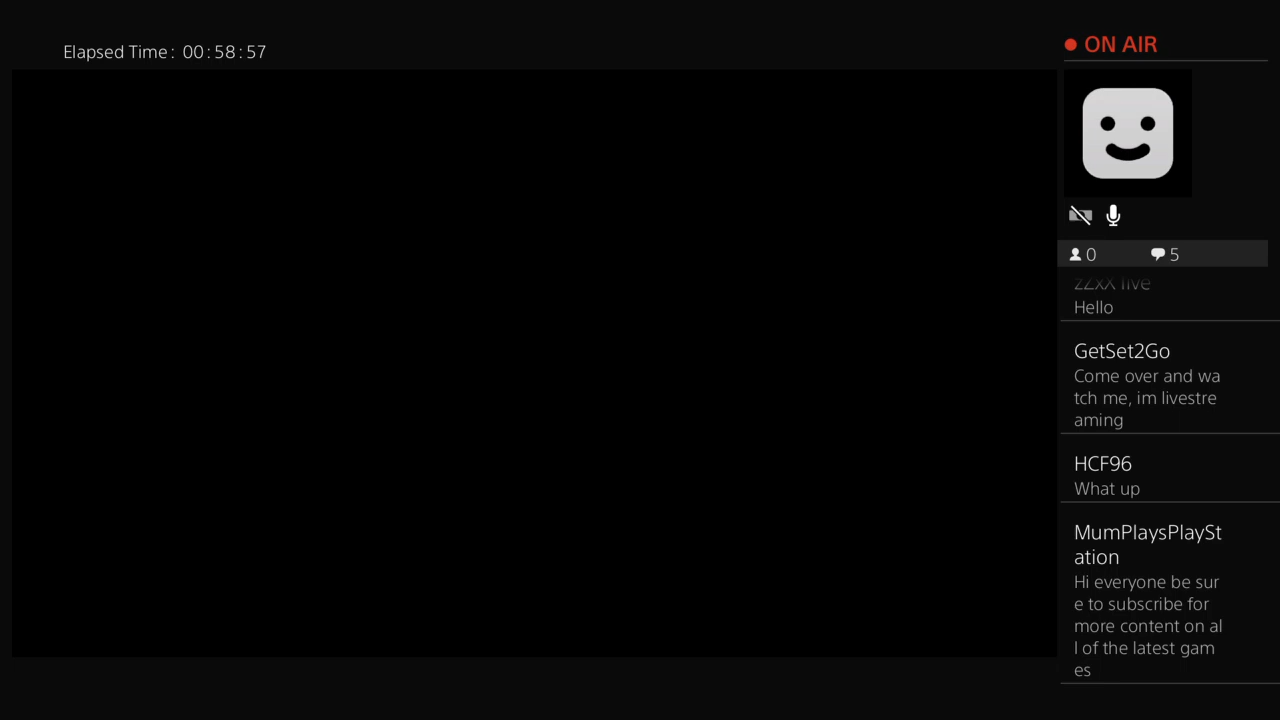 Elapsed Time: 00:58:57
ON AIR
0 5
zZxX live
Hello
GetSet2Go
Come over and wa
tch me, im livestre
aming
HCF96
What up
MumPlaysPlaySt
ation
Hi everyone be sur
e to subscribe for
more content on al
l of the latest gam
es